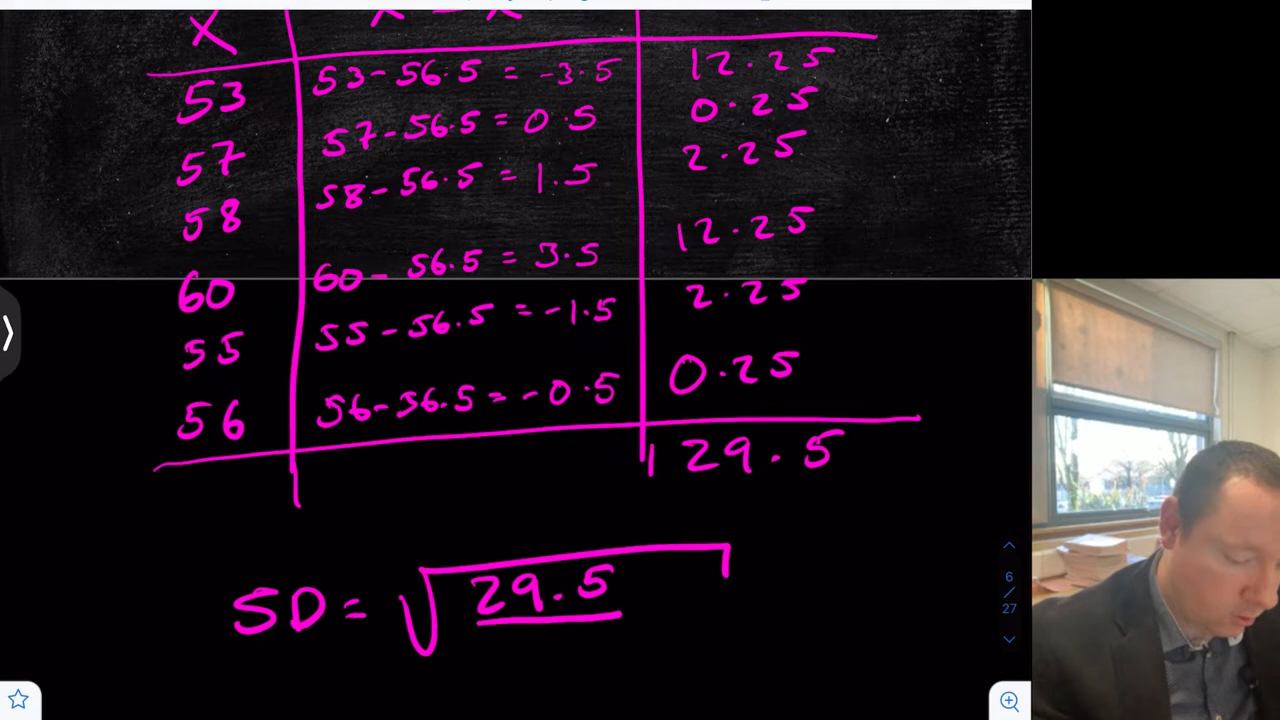 X
53 53-56.5 = -3.5 12.25
57 57-56.5 = 0.5 0.25
58 58-56.5 = 1.5 2.25
60 60- 56.5 = 3.5 12.25
55 55-56.5 = -1.5 2.25
56 56-56.5 = -0.5 0.25
29.5
SD = √29.5
6
/
27